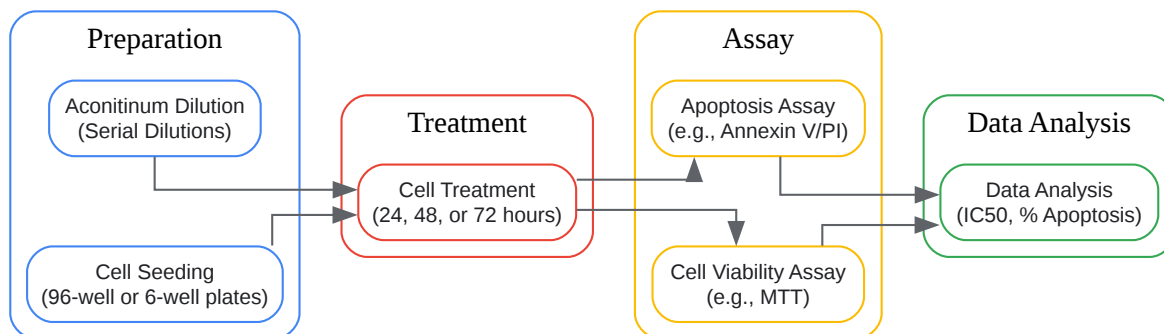 Preparation
Aconitinum Dilution
(Serial Dilutions)
Cell Seeding
(96-well or 6-well plates)
Treatment
Cell Treatment
(24, 48, or 72 hours)
Assay
Apoptosis Assay
(e.g., Annexin V/PI)
Cell Viability Assay
(e.g., MTT)
Data Analysis
Data Analysis
(IC50, % Apoptosis)